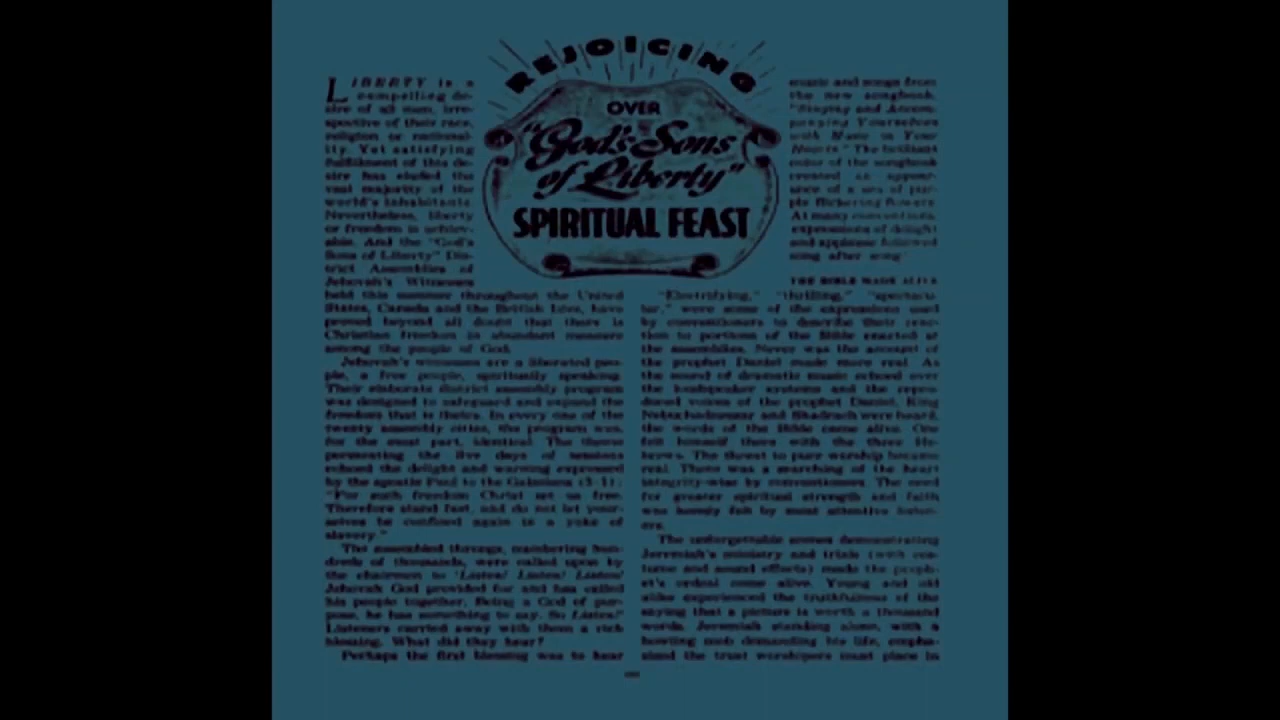 REJOICING
OVER
"God's Sons
of Liberty"
SPIRITUAL FEAST
LIBERTY is a
compelling de-
sire of all men, irre-
spective of their race,
religion or national-
ity. Yet satisfying
fulfillment of this de-
sire has eluded the
vast majority of the
world's inhabitants.
Nevertheless, liberty
or freedom is achiev-
able. And the "God's
Sons of Liberty" Dis-
trict Assemblies of
Jehovah's Witnesses
held this summer throughout the United
States, Canada and the British Isles, have
proved beyond all doubt that there is
Christian freedom in abundant measure
among the people of God.
Jehovah's witnesses are a liberated peo-
ple, a free people, spiritually speaking.
Their elaborate district assembly program
was designed to safeguard and expand the
freedom that is theirs. In every one of the
twenty assembly cities, the program was,
for the most part, identical. The theme
permeating the five days of sessions
echoed the delight and warning expressed
by the apostle Paul to the Galatians (5:1):
"For such freedom Christ set us free.
Therefore stand fast, and do not let your-
selves be confined again in a yoke of
slavery."
The assembled throngs, numbering hun-
dreds of thousands, were called upon by
the chairman to 'Listen! Listen! Listen!
Jehovah God provided for and has called
his people together. Being a God of pur-
pose, he has something to say. So Listen!'
Listeners carried away with them a rich
blessing. What did they hear?
Perhaps the first blessing was to hear
music and songs from
the new songbook,
"Singing and Accom-
panying Yourselves
with Music in Your
Hearts." The brilliant
color of the songbook
created an appear-
ance of a sea of pur-
ple flickering flowers.
At many conventions,
expressions of delight
and applause followed
song after song.
THE BIBLE MADE ALIVE
"Electrifying," "thrilling," "spectacu-
lar," were some of the expressions used
by conventioners to describe their reac-
tion to portions of the Bible enacted at
the assemblies. Never was the account of
the prophet Daniel made more real. As
the sound of dramatic music echoed over
the loudspeaker systems and the repro-
duced voices of the prophet Daniel, King
Nebuchadnezzar and Shadrach were heard,
the words of the Bible came alive. One
felt himself there with the three He-
brews. The threat to pure worship became
real. There was a searching of the heart
integrity-wise by conventioners. The need
for greater spiritual strength and faith
was keenly felt by most attentive listen-
ers.
The unforgettable scenes demonstrating
Jeremiah's ministry and trials (with cos-
tume and sound effects) made the proph-
et's ordeal come alive. Young and old
alike experienced the truthfulness of the
saying that a picture is worth a thousand
words. Jeremiah standing alone, with a
howling mob demanding his life, empha-
sized the trust worshipers must place in